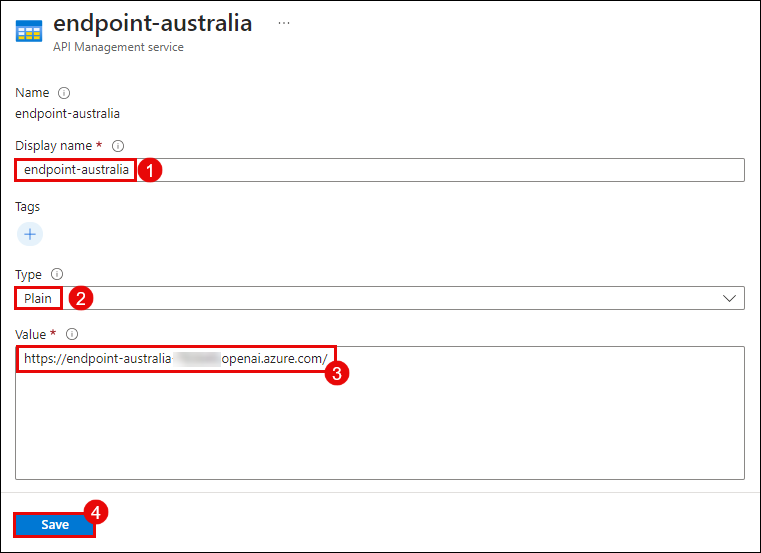 endpoint-australia ...
API Management service
Name
endpoint-australia
Display name *
endpoint-australia 1
Tags
+
Type
Plain 2
Value *
https://endpoint-australia- openai.azure.com/
3
4
Save